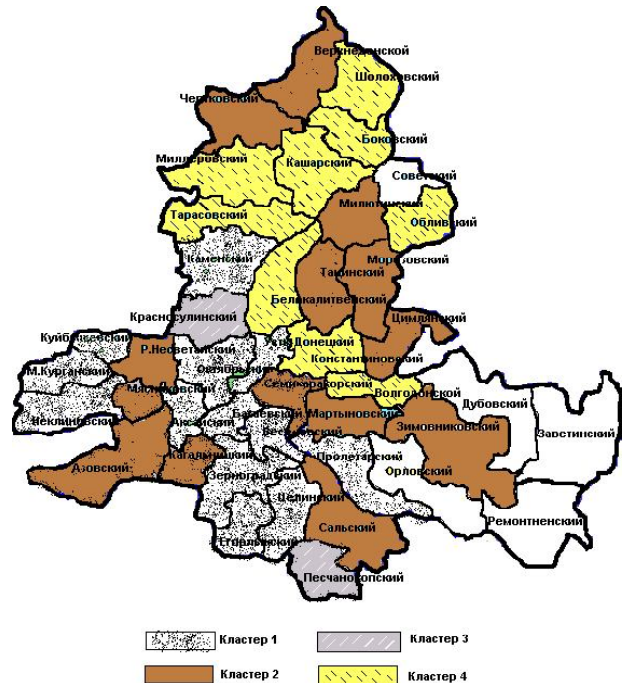 Верхнедонской
Шолоховский
Чертковский
Боковский
Миллеровский
Кашарский
Советский
Милютинский
Тарасовский
Обливский
Каменский
Морозовский
Тацинский
Белокалитвенский
Красносулинский
Цимлянский
Куйбышевский
Р.Несветайский
Усть-Донецкий
Октябрьский
Константиновский
М.Курганский
Мясниковский
Семикаракорский
Волгодонской
Дубовский
Неклиновский
Аксайский
Багаевский
Мартыновский
Зимовниковский
Заветинский
Азовский
Кагальницкий
Пролетарский
Орловский
Зерноградский
Целинский
Сальский
Ремонтненский
Егорлыкский
Песчанокопский
Кластер 1
Кластер 3
Кластер 2
Кластер 4